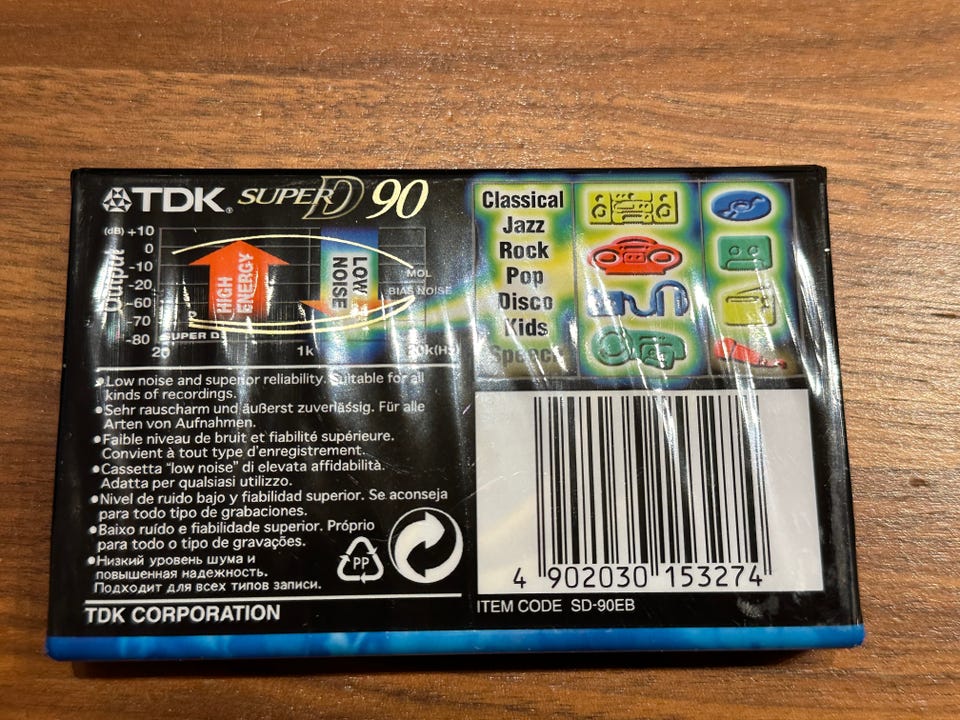 TDK. SUPER D 90
(dB) +10
0
-10
-20
-60
-70
-80
Output
HIGH ENERGY
LOW NOISE
MOL
BIAS NOISE
SUPER D
20 1k 20k(Hz)
Classical
Jazz
Rock
Pop
Disco
Kids
Speech
•Low noise and superior reliability. Suitable for all
kinds of recordings.
•Sehr rauscharm und äußerst zuverlässig. Für alle
Arten von Aufnahmen.
•Faible niveau de bruit et fiabilité supérieure.
Convient à tout type d'enregistrement.
•Cassetta "low noise" di elevata affidabilità.
Adatta per qualsiasi utilizzo.
•Nivel de ruido bajo y fiabilidad superior. Se aconseja
para todo tipo de grabaciones.
•Baixo ruído e fiabilidade superior. Próprio
para todo o tipo de gravações.
•Низкий уровень шума и
повышенная надежность.
Подходит для всех типов записи.
PP
TDK CORPORATION
4 902030 153274
ITEM CODE SD-90EB